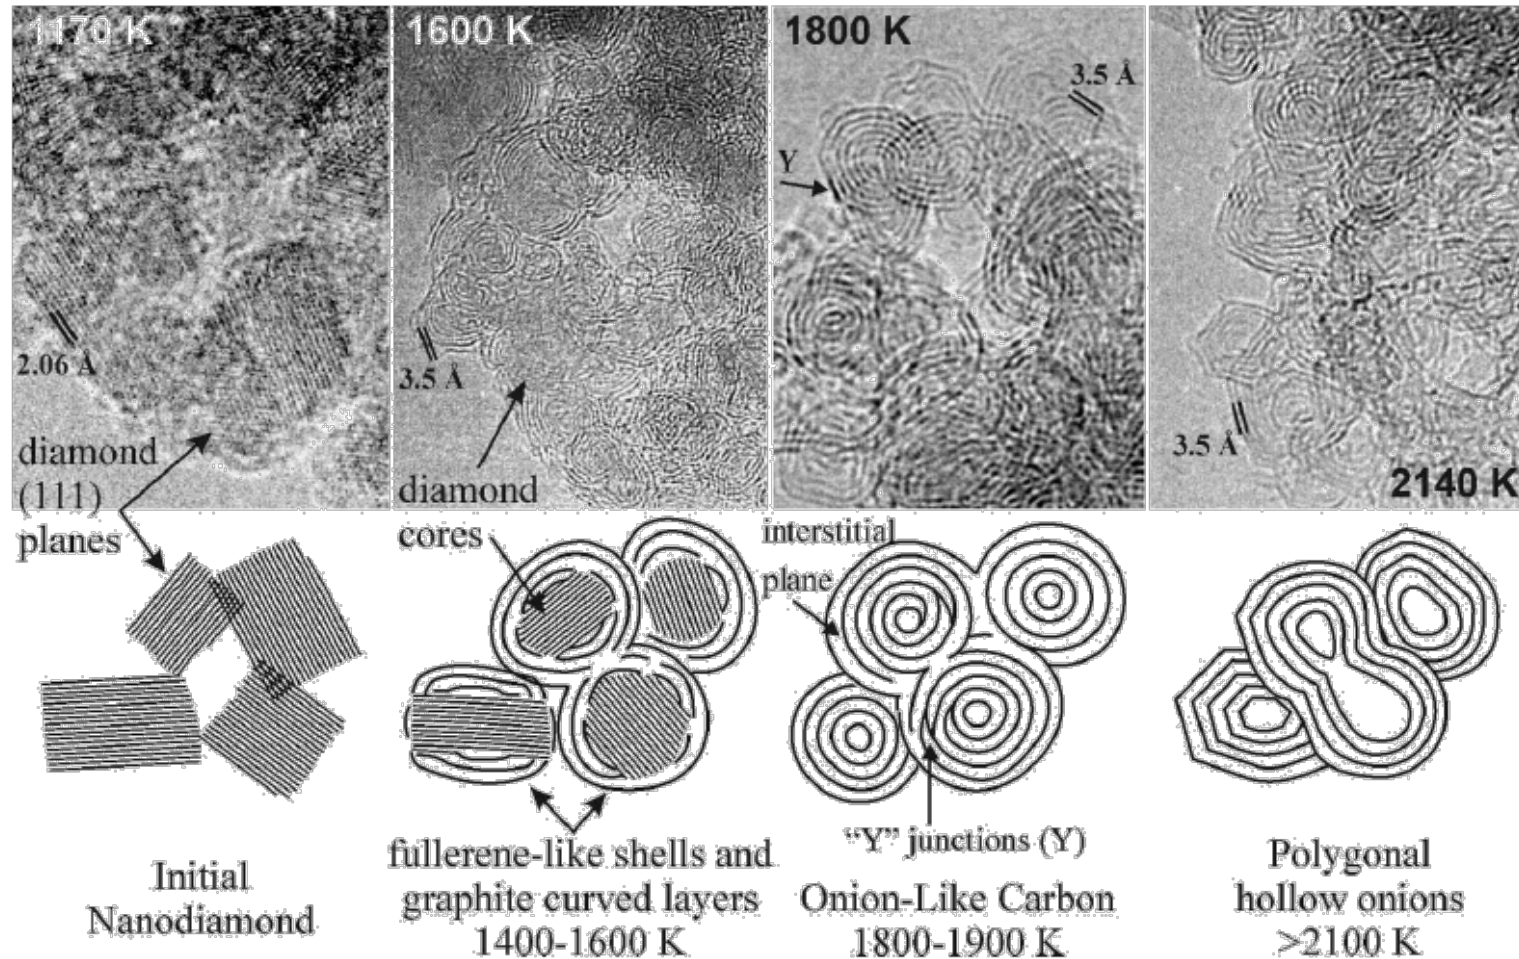 1170 K
2.06 Å
diamond
(111)
planes
Initial
Nanodiamond
1600 K
3.5 Å
diamond
cores
fullerene-like shells and
graphite curved layers
1400-1600 K
1800 K
3.5 Å
Y
interstitial
plane
“Y” junctions (Y)
Onion-Like Carbon
1800-1900 K
3.5 Å
2140 K
Polygonal
hollow onions
>2100 K